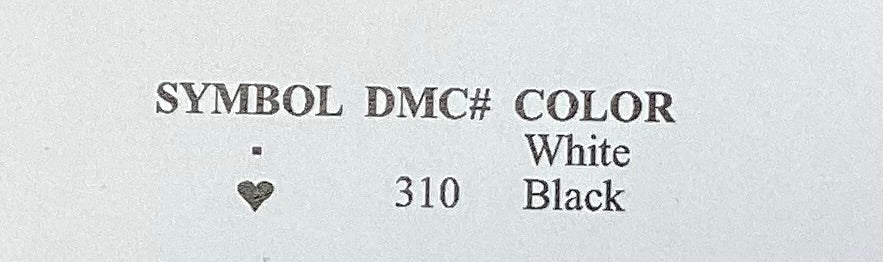 SYMBOL DMC# COLOR
▪ White
♥ 310 Black